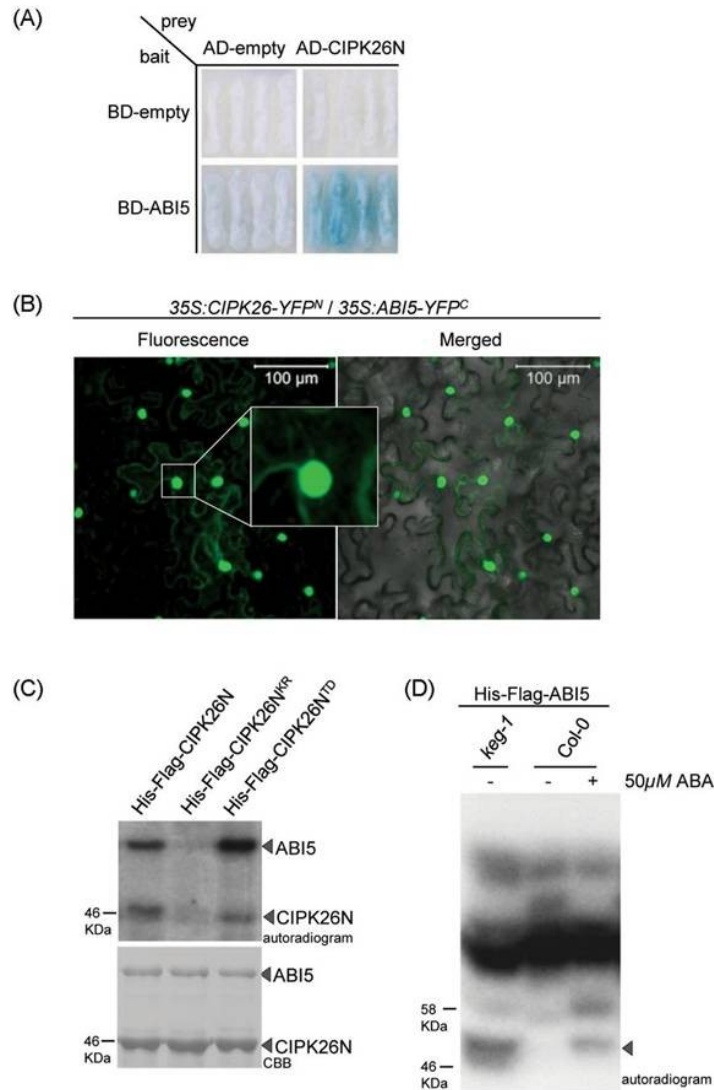 (A)
prey
bait
AD-empty AD-CIPK26N
BD-empty
BD-ABI5
(B)
35S:CIPK26-YFPᴺ / 35S:ABI5-YFPᶜ
Fluorescence Merged
100 µm 100 µm
(C)
His-Flag-CIPK26N
His-Flag-CIPK26Nᴷᴿ
His-Flag-CIPK26Nᵀᴰ
ABI5
46 KDa
CIPK26N
autoradiogram
ABI5
46 KDa
CIPK26N
CBB
(D)
His-Flag-ABI5
keg-1 Col-0
- - + 50µM ABA
58 KDa
46 KDa
autoradiogram